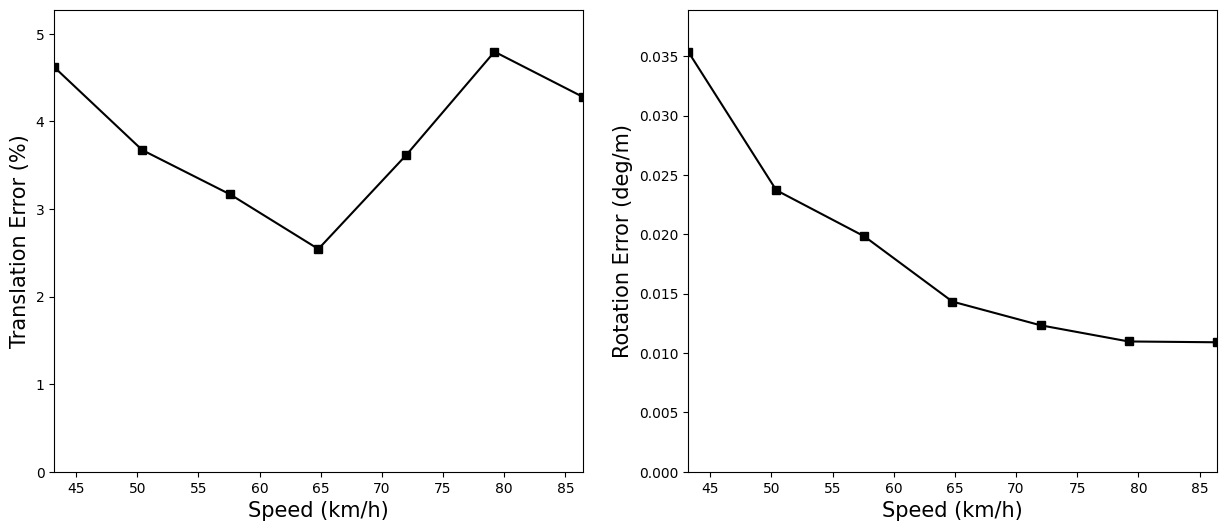 Translation Error (%)
5
4
3
2
1
0
45 50 55 60 65 70 75 80 85
Speed (km/h)
Rotation Error (deg/m)
0.035
0.030
0.025
0.020
0.015
0.010
0.005
0.000
45 50 55 60 65 70 75 80 85
Speed (km/h)